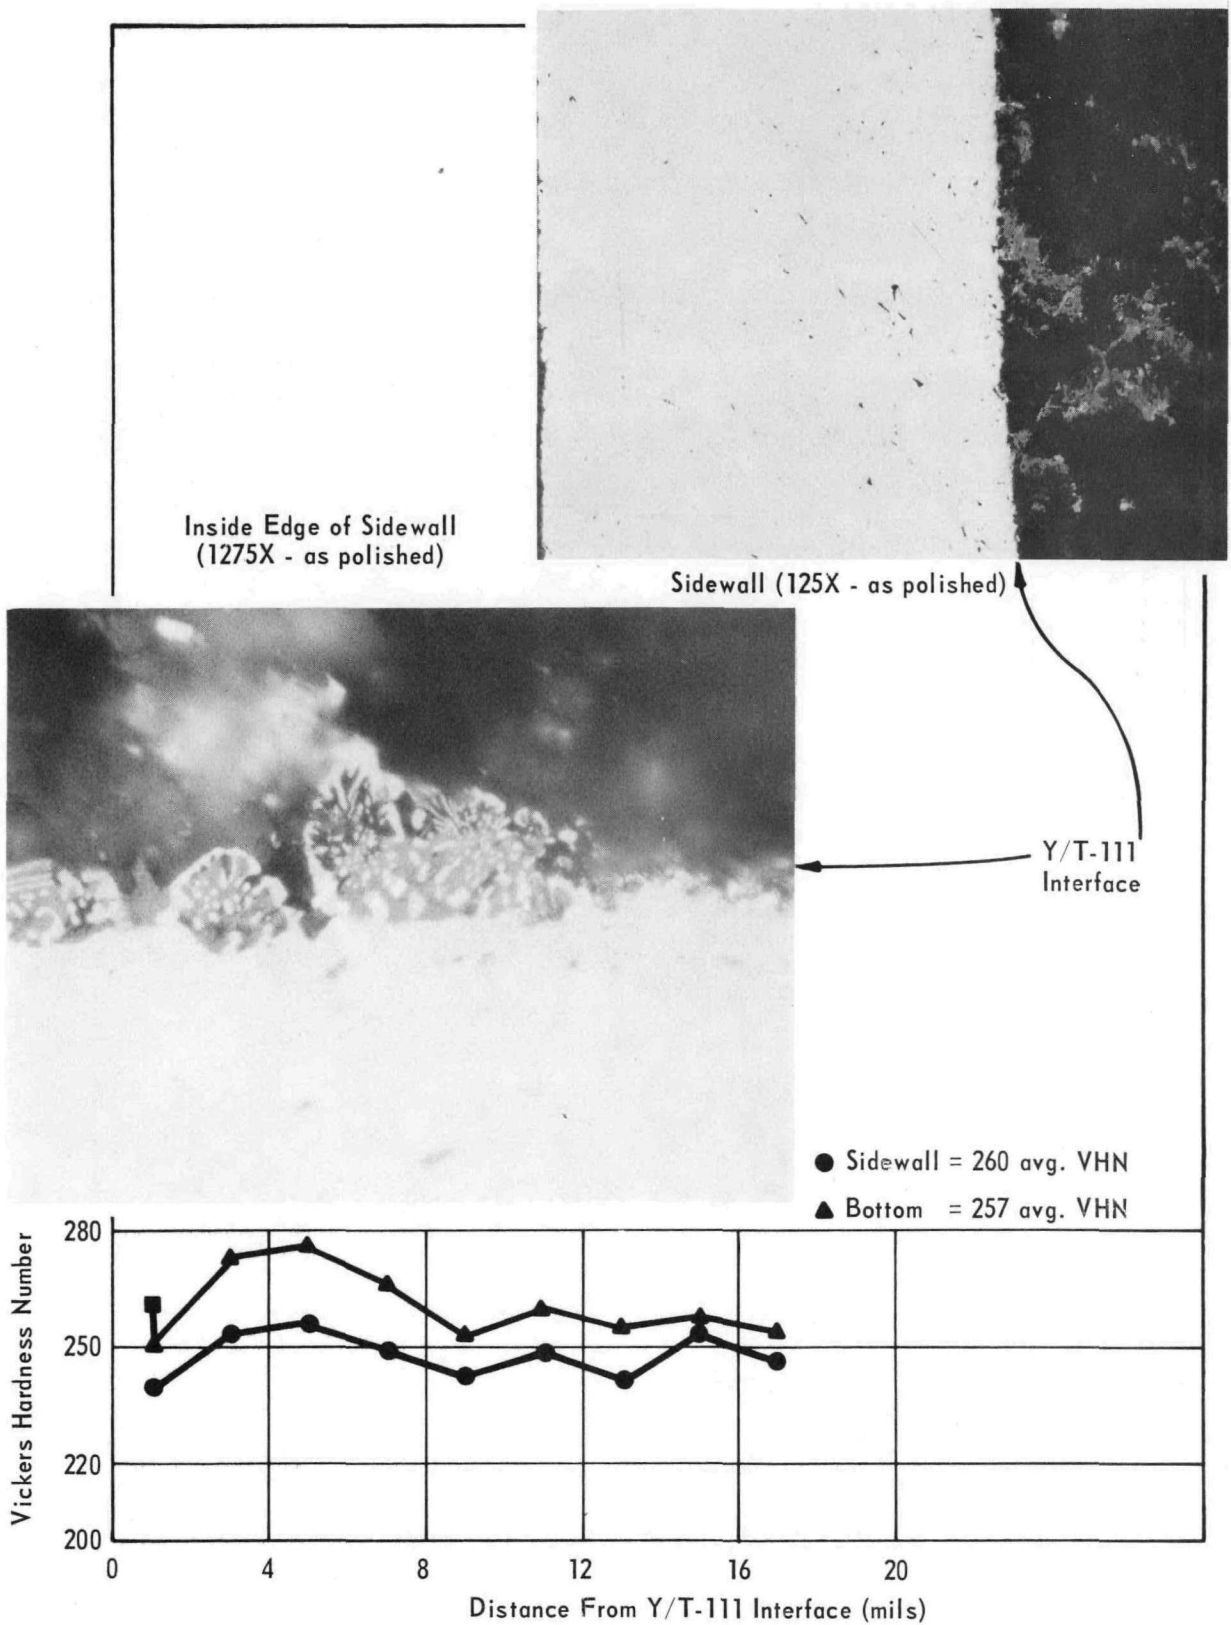 Inside Edge of Sidewall
(1275X - as polished)
Sidewall (125X - as polished)
Y/T-111
Interface
Sidewall = 260 avg. VHN
Bottom = 257 avg. VHN
Vickers Hardness Number
280
250
220
200
0 4 8 12 16 20
Distance From Y/T-111 Interface (mils)